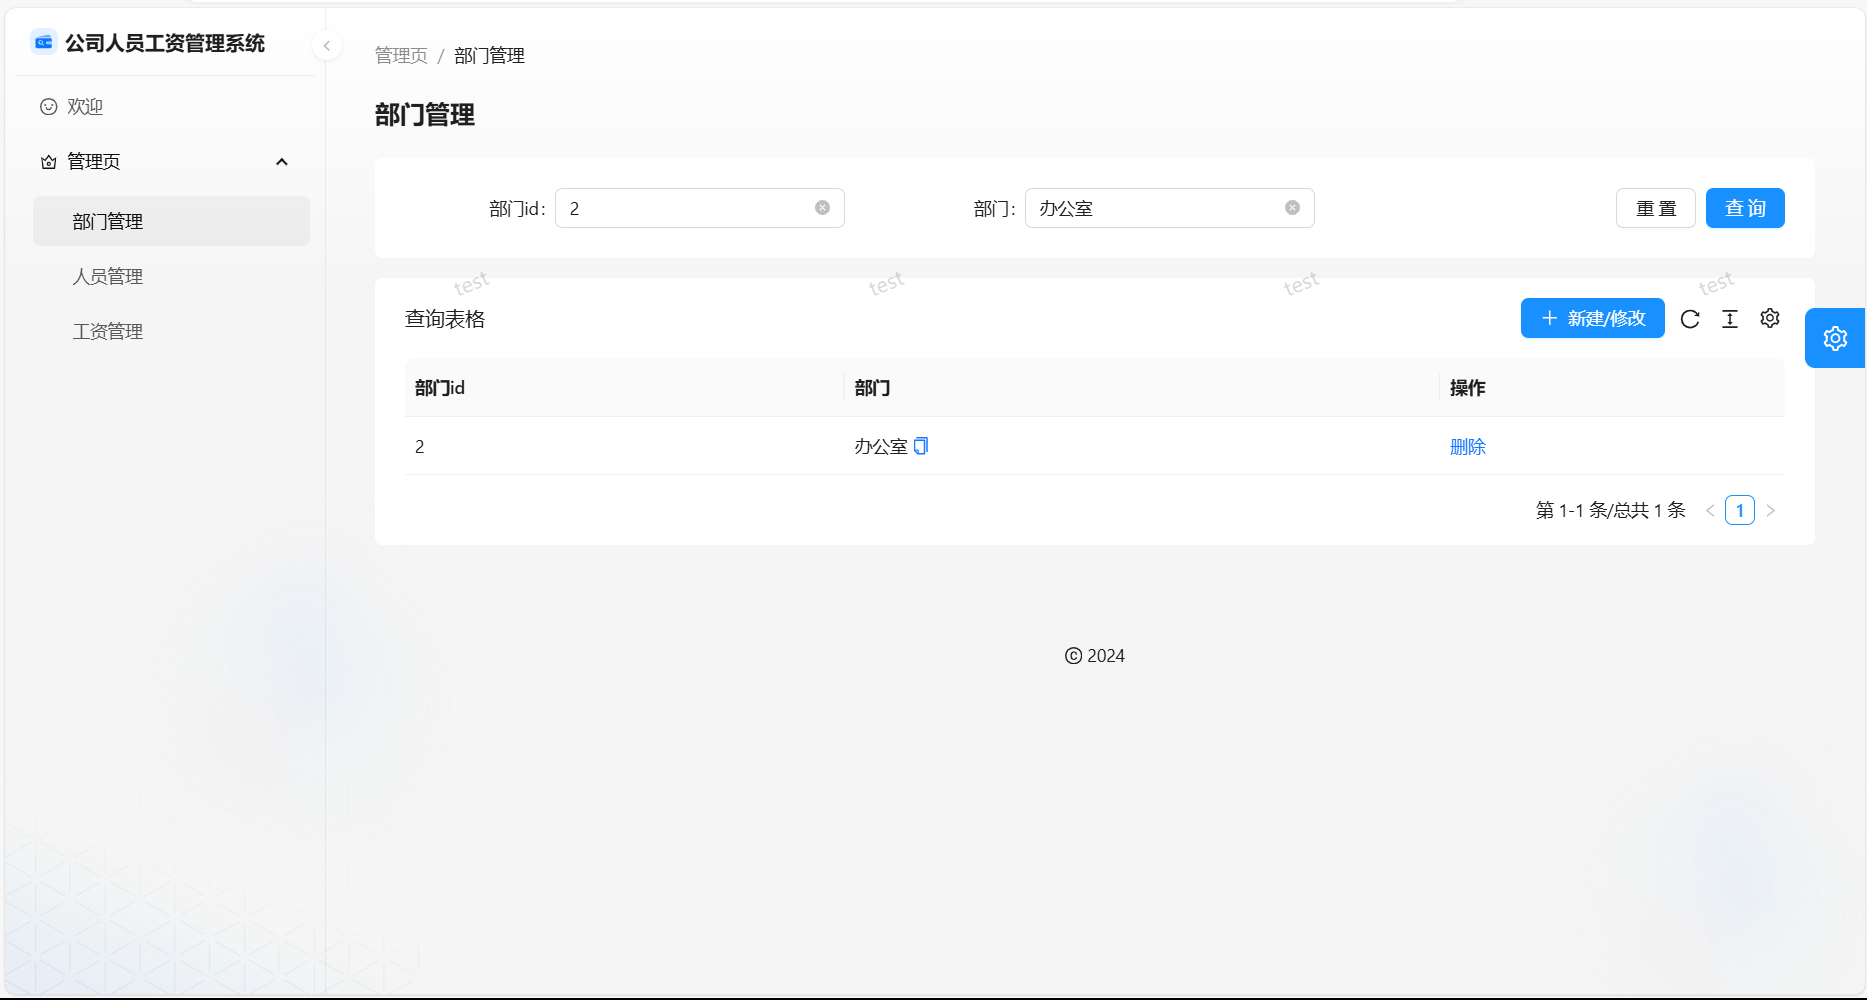 公司人员工资管理系统
欢迎
管理页
部门管理
人员管理
工资管理
管理页 / 部门管理
部门管理
部门id: 2
部门: 办公室
重 置
查 询
test test test test
查询表格
新建/修改
部门id 部门 操作
2 办公室 删除
第 1-1 条/总共 1 条 < 1 >
© 2024